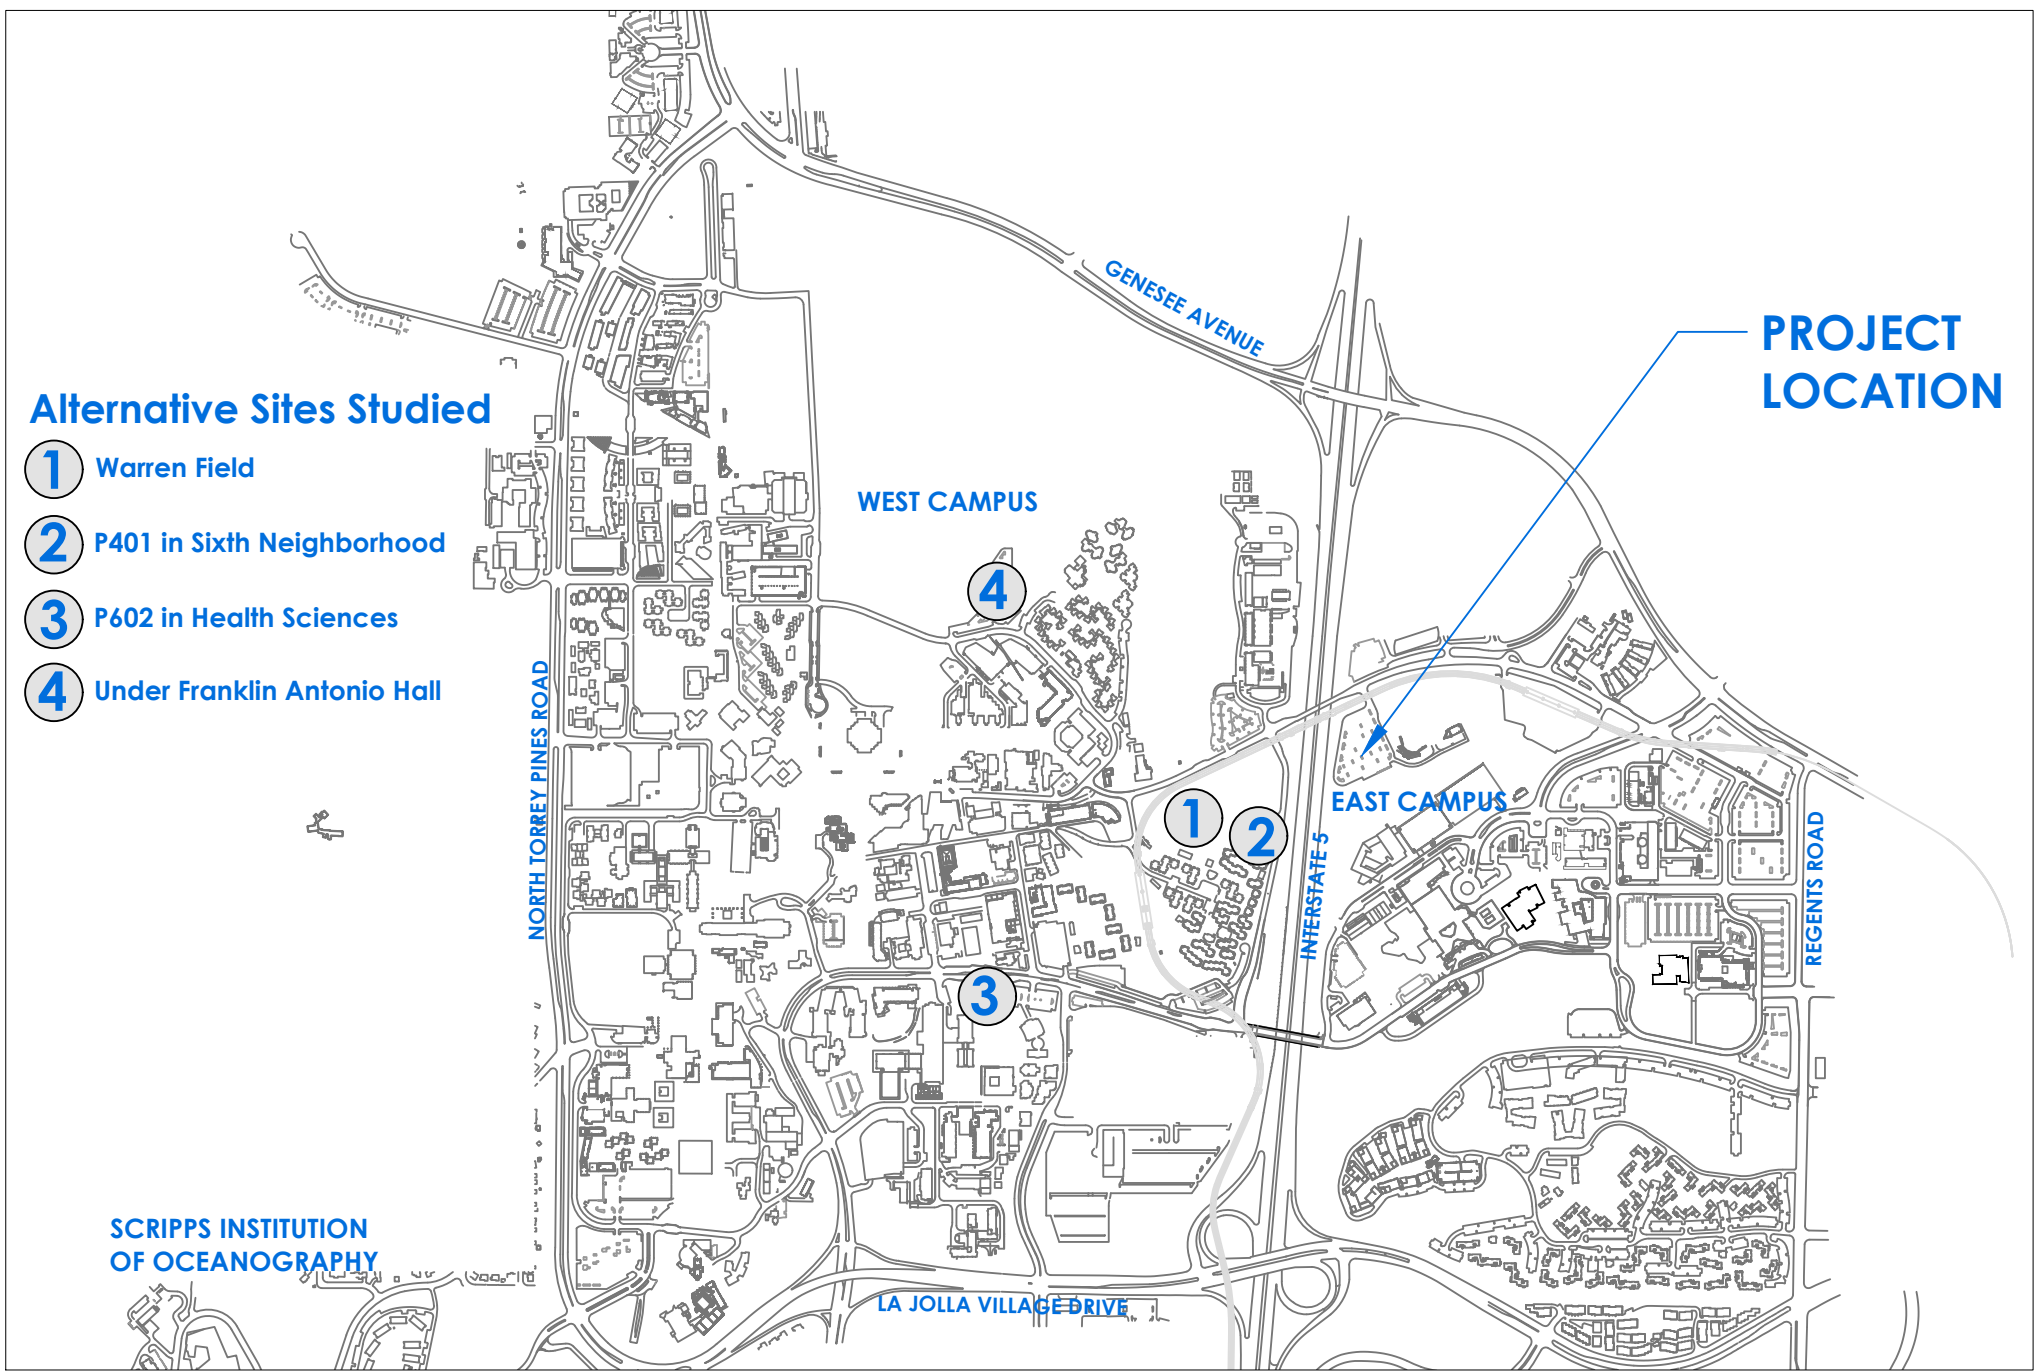 GENESEE AVENUE
PROJECT
LOCATION
Alternative Sites Studied
1 Warren Field
2 P401 in Sixth Neighborhood
3 P602 in Health Sciences
4 Under Franklin Antonio Hall
WEST CAMPUS
4
NORTH TORREY PINES ROAD
1
2
EAST CAMPUS
INTERSTATE 5
REGENTS ROAD
3
SCRIPPS INSTITUTION
OF OCEANOGRAPHY
LA JOLLA VILLAGE DRIVE